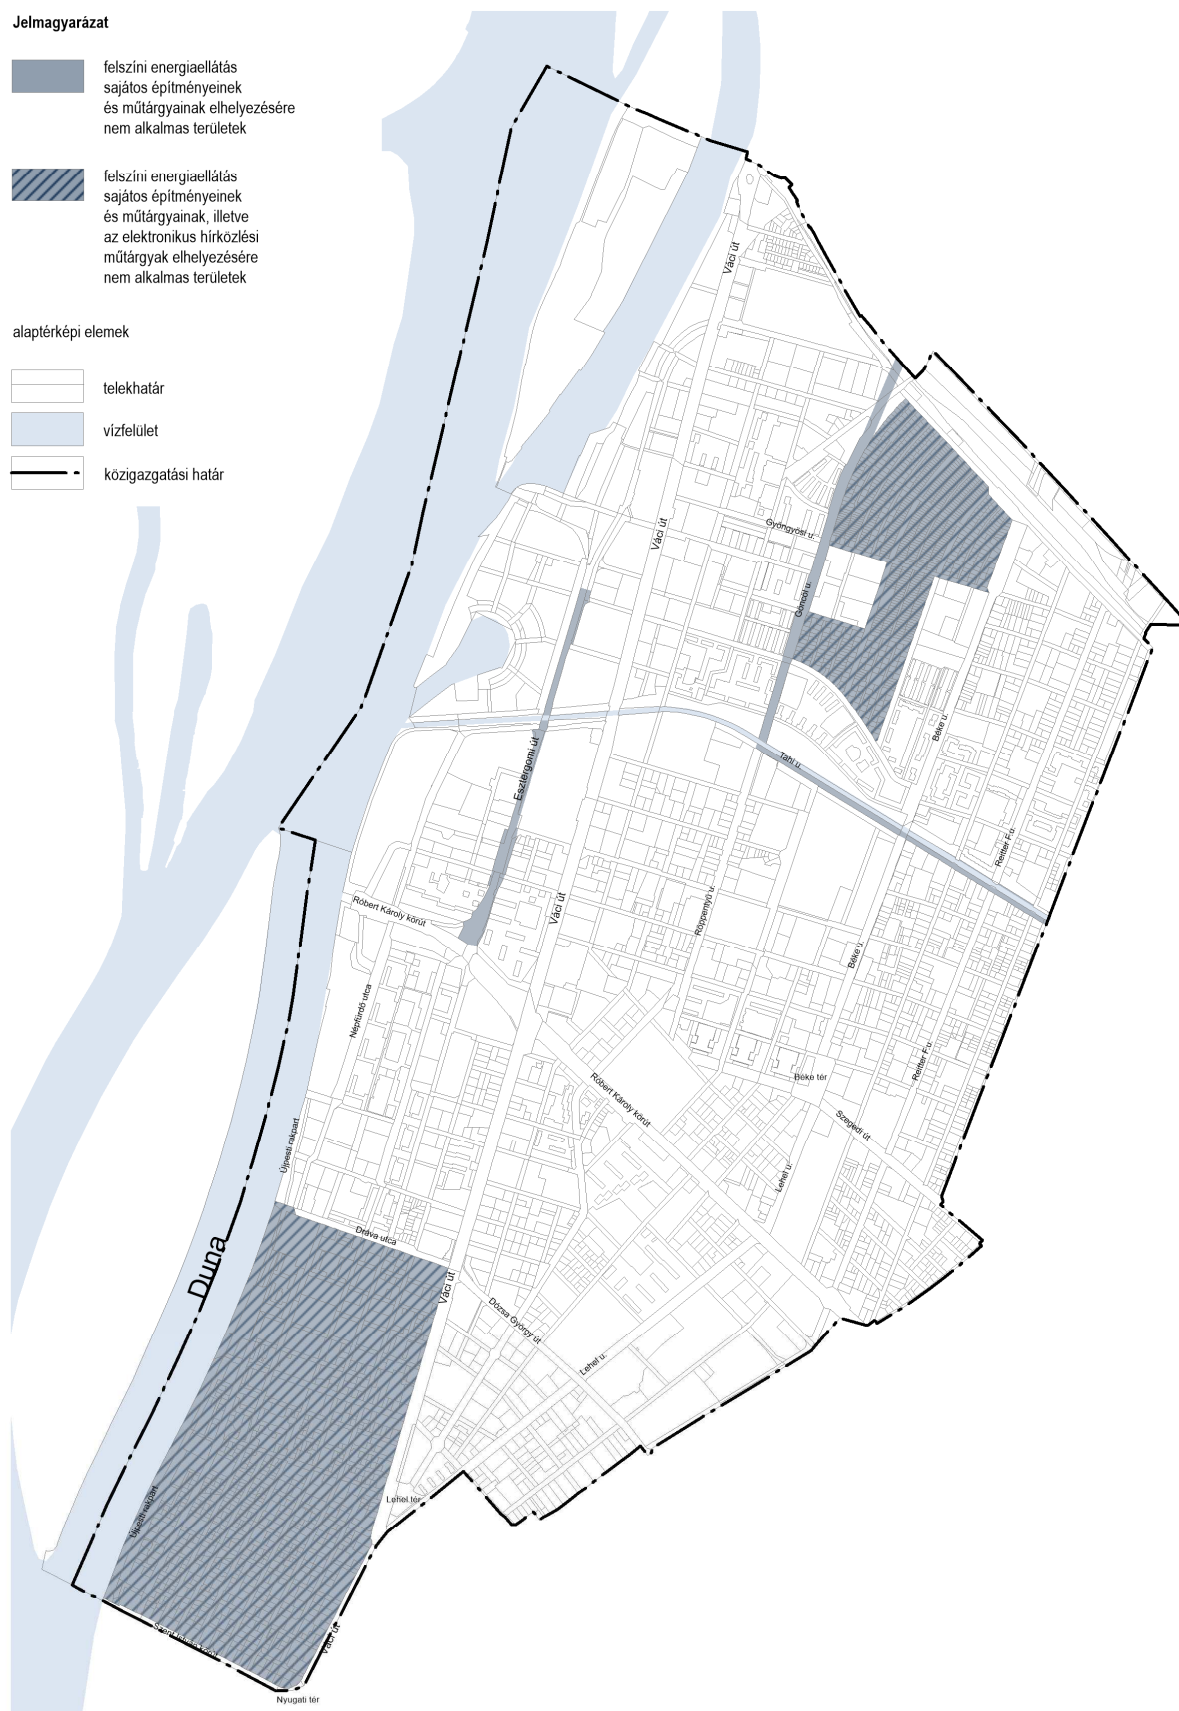 Jelmagyarázat
felszíni energiaellátás
sajátos építményeinek
és műtárgyainak elhelyezésére
nem alkalmas területek
felszíni energiaellátás
sajátos építményeinek
és műtárgyainak, illetve
az elektronikus hírközlési
műtárgyak elhelyezésére
nem alkalmas területek
alaptérképi elemek
telekhatár
vízfelület
közigazgatási határ
Váci út
Váci út
Gyöngyösi u.
Göncöl u.
Béke u.
Tahi u.
Esztergomi út
Reitter F.u.
Róbert Károly körút
Váci út
Röppentyű u.
Béke u.
Népfürdő utca
Reitter F.u.
Béke tér
Róbert Károly körút
Szegedi út
Újpesti rakpart
Lehel u.
Dráva utca
Duna
Váci út
Dózsa György út
Lehel u.
Lehel tér
Újpesti rakpart
Szent István körút
Váci út
Nyugati tér